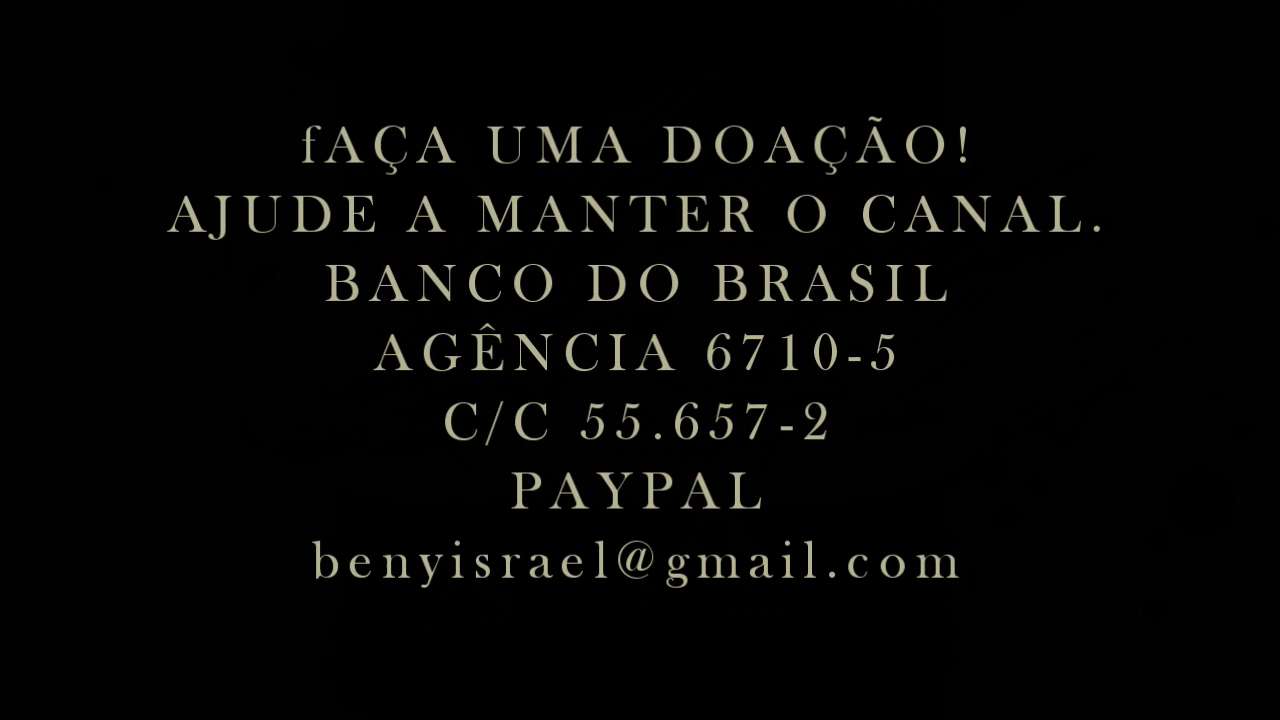 fAÇA UMA DOAÇÃO!
AJUDE A MANTER O CANAL.
BANCO DO BRASIL
AGÊNCIA 6710-5
C/C 55.657-2
PAYPAL
benyisrael@gmail.com